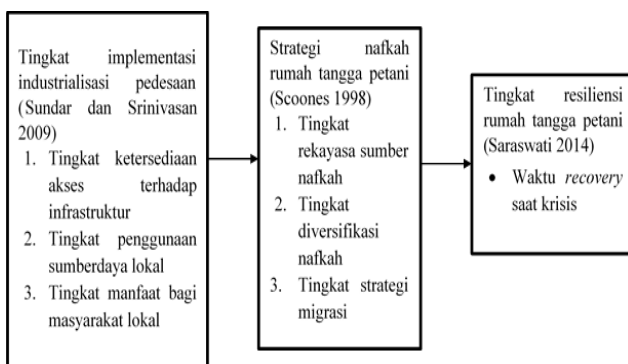 Tingkat implementasi
industrialisasi pedesaan
(Sundar dan Srinivasan
2009)
1. Tingkat ketersediaan
akses terhadap
infrastruktur
2. Tingkat penggunaan
sumberdaya lokal
3. Tingkat manfaat bagi
masyarakat lokal
Strategi nafkah
rumah tangga petani
(Scoones 1998)
1. Tingkat
rekayasa sumber
nafkah
2. Tingkat
diversifikasi
nafkah
3. Tingkat strategi
migrasi
Tingkat resiliensi
rumah tangga petani
(Saraswati 2014)
• Waktu recovery
saat krisis